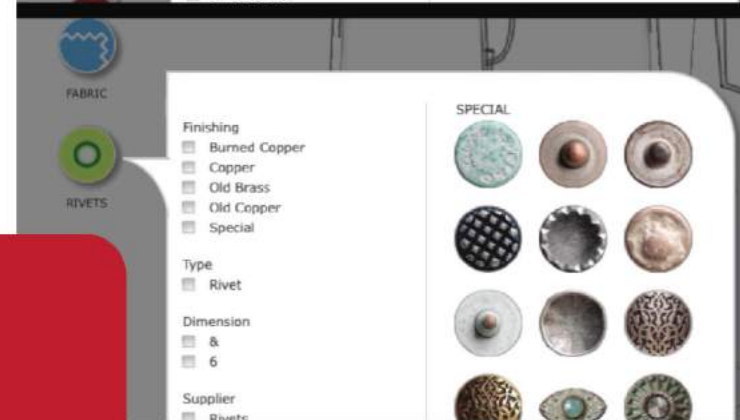 FABRIC
RIVETS
Finishing
Burned Copper
Copper
Old Brass
Old Copper
Special
Type
Rivet
Dimension
&
6
Supplier
Rivets
SPECIAL